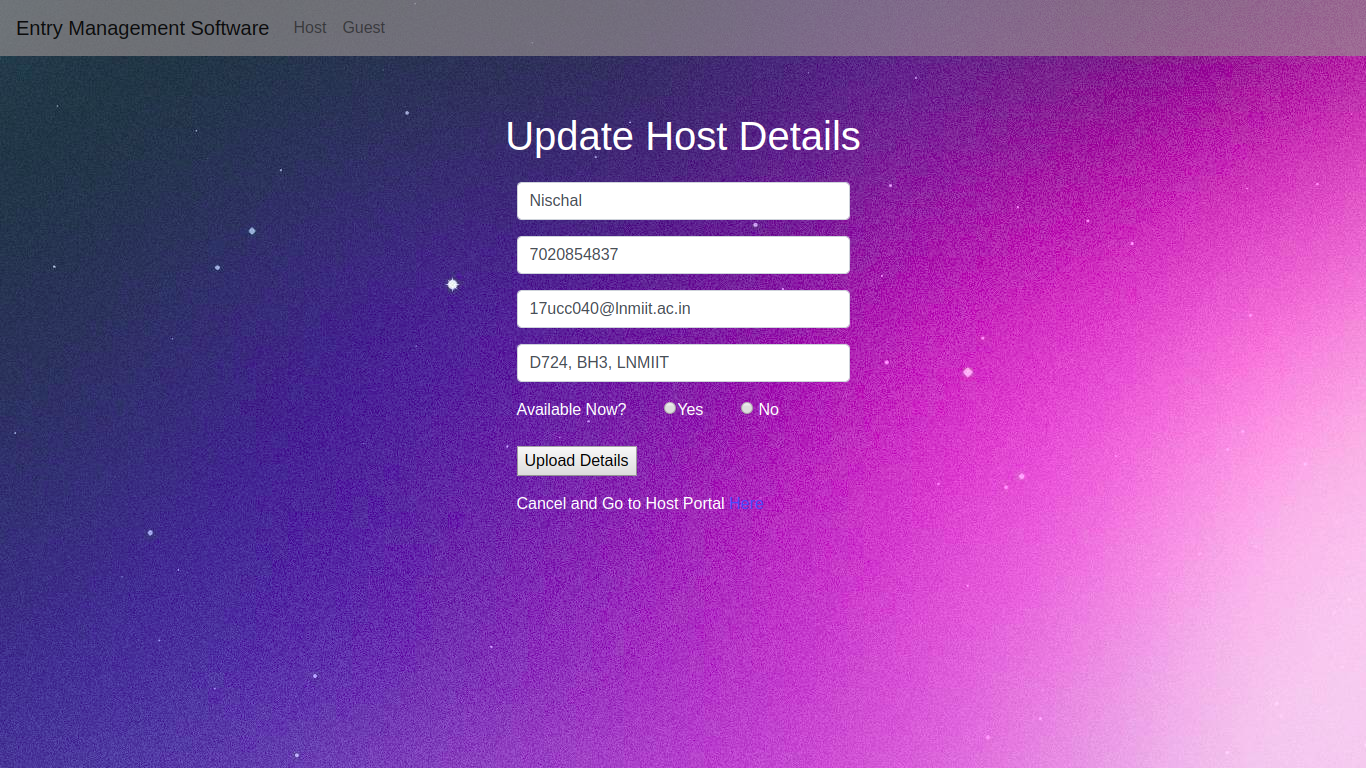 Entry Management Software Host Guest
Update Host Details
Nischal
7020854837
17ucc040@lnmiit.ac.in
D724, BH3, LNMIIT
Available Now? Yes No
Upload Details
Cancel and Go to Host Portal Here